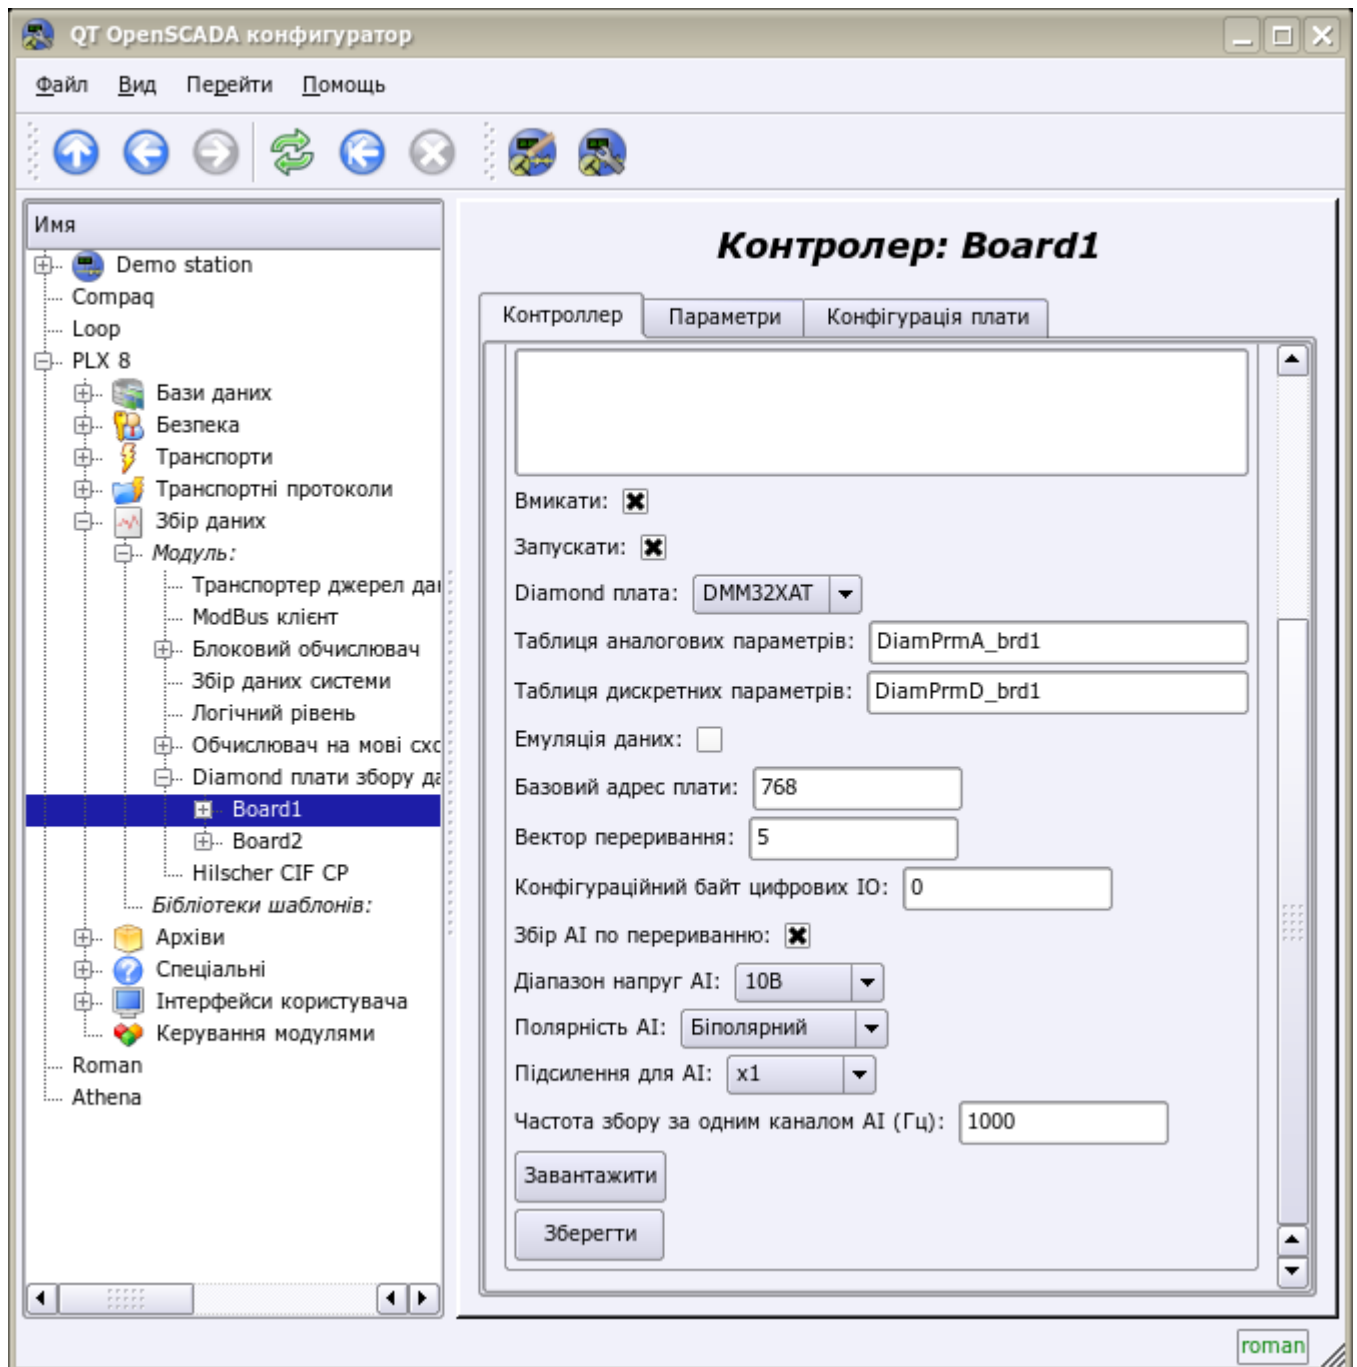 QT OpenSCADA конфигуратор
Файл Вид Перейти Помощь
Имя
Demo station
Compaq
Loop
PLX 8
Бази даних
Безпека
Транспорти
Транспортні протоколи
Збір даних
Модуль:
Транспортер джерел
ModBus клієнт
Блоковий обчислювач
Збір даних системи
Логічний рівень
Обчислювач на мові
Diamond плати збору
Board1
Board2
Hilscher CIF CP
Бібліотеки шаблонів:
Архіви
Спеціальні
Інтерфейси користувача
Керування модулями
Roman
Athena
Контролер: Board1
Контроллер Параметри Конфігурація плати
Вмикати:
Запускати:
Diamond плата: DMM32XAT
Таблиця аналогових параметрів: DiamPrmA_brd1
Таблиця дискретних параметрів: DiamPrmD_brd1
Емуляція даних:
Базовий адрес плати: 768
Вектор переривання: 5
Конфігураційний байт цифрових IO: 0
Збір AI по перериванню:
Діапазон напруг AI: 10В
Полярність AI: Біполярний
Підсилення для AI: x1
Частота збору за одним каналом AI (Гц): 1000
Завантажити
Зберегти
roman